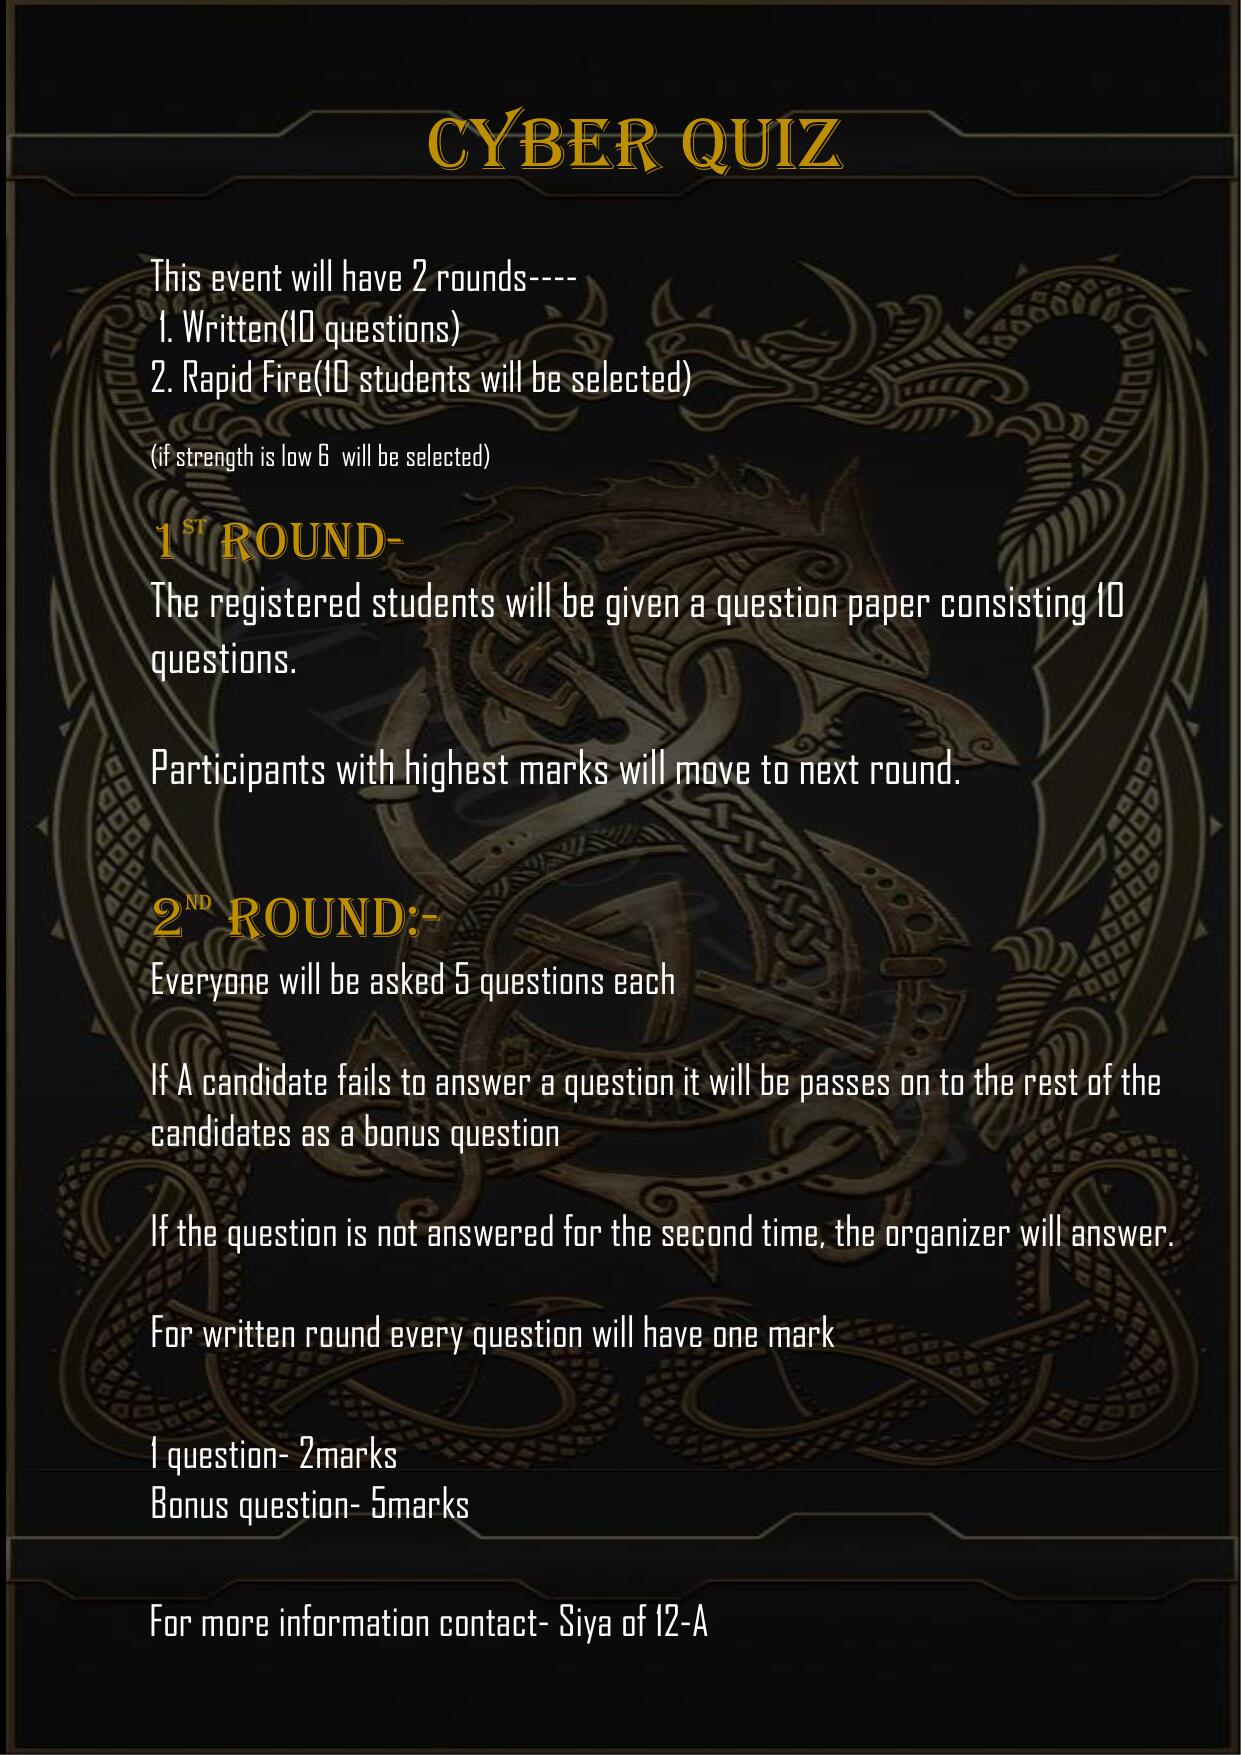 CYBER QUIZ
This event will have 2 rounds----
1. Written(10 questions)
2. Rapid Fire(10 students will be selected)
(if strength is low 6 will be selected)
1ST ROUND-
The registered students will be given a question paper consisting 10
questions.
Participants with highest marks will move to next round.
2ND ROUND:-
Everyone will be asked 5 questions each
If A candidate fails to answer a question it will be passes on to the rest of the
candidates as a bonus question
If the question is not answered for the second time, the organizer will answer.
For written round every question will have one mark
1 question- 2marks
Bonus question- 5marks
For more information contact- Siya of 12-A